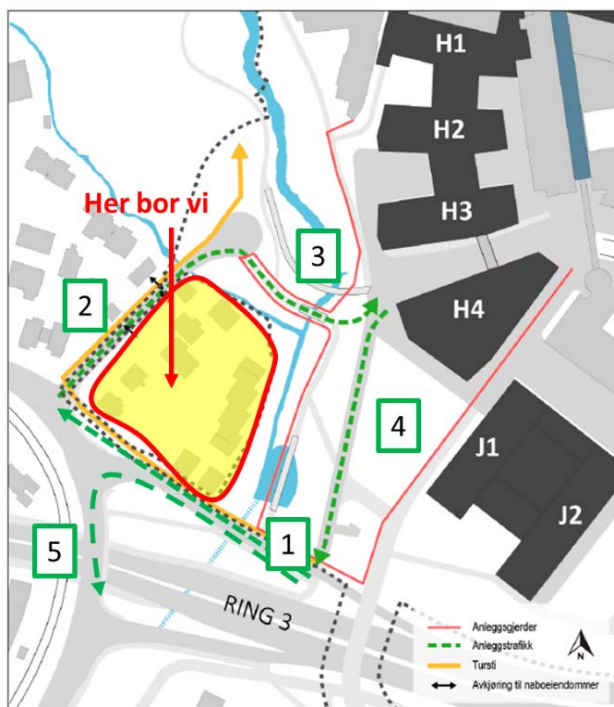 H1
H2
H3
Her bor vi
3
2
H4
4
J1
J2
1
5
RING 3
Anleggsgjerder
Anleggstrafikk
Tursti
Avkjøring til naboeiendommer
N